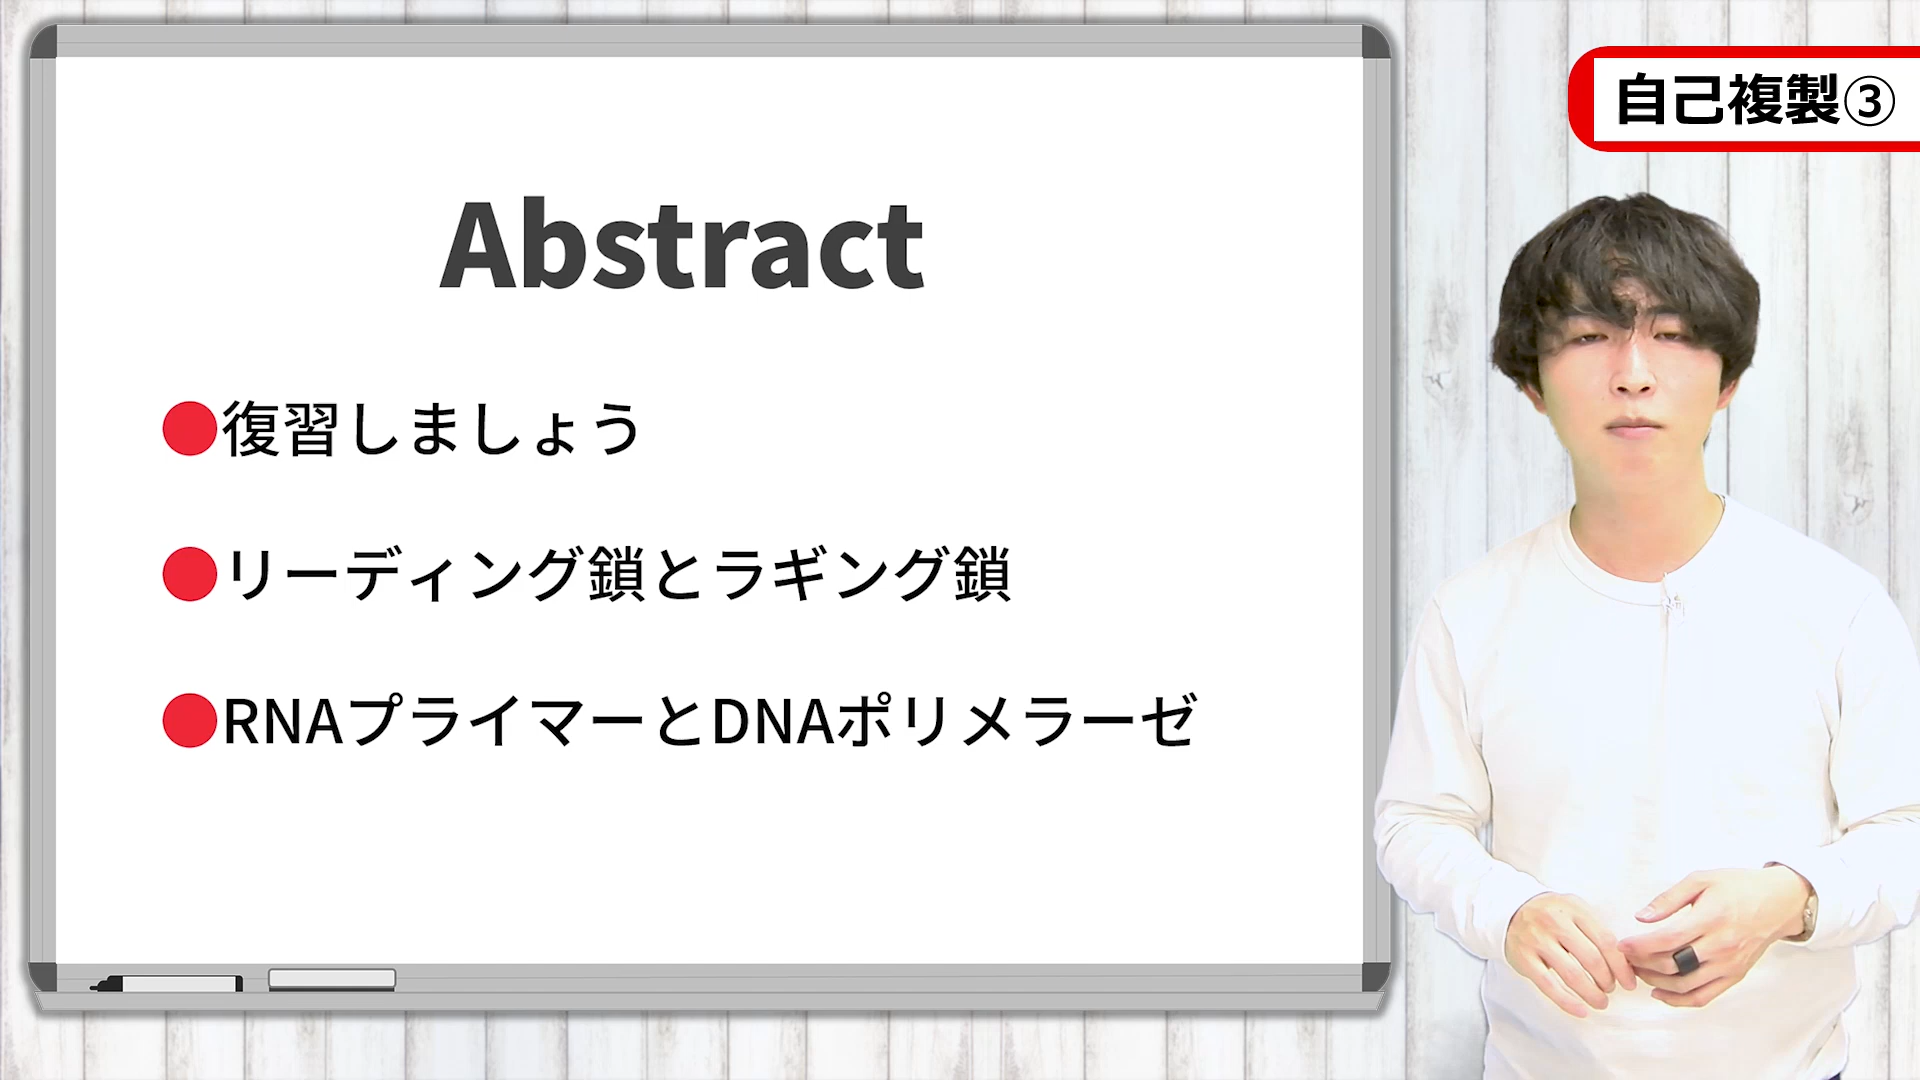 自己複製③
Abstract
●復習しましょう
●リーディング鎖とラギング鎖
●RNAプライマーとDNAポリメラーゼ